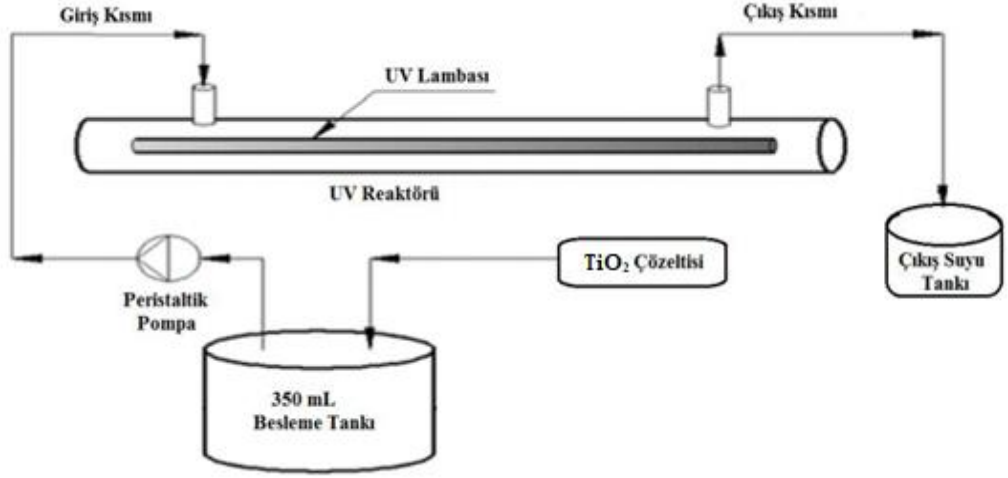 Giriş Kısmı
Çıkış Kısmı
UV Lambası
UV Reaktörü
TiO₂ Çözeltisi
Çıkış Suyu
Tankı
Peristaltik
Pompa
350 mL
Besleme Tankı